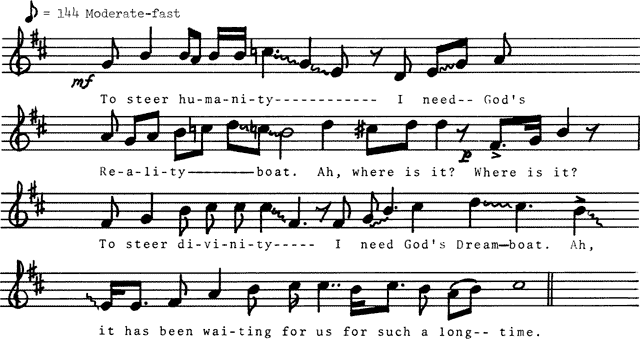 = 144 Moderate-fast
mf
To steer hu-ma-ni-ty------------ I need-- God's
p
Re-a-li-ty————boat. Ah, where is it? Where is it?
To steer di-vi-ni-ty----- I need God's Dream—boat. Ah,
it has been wai-ting for us for such a long-- time.